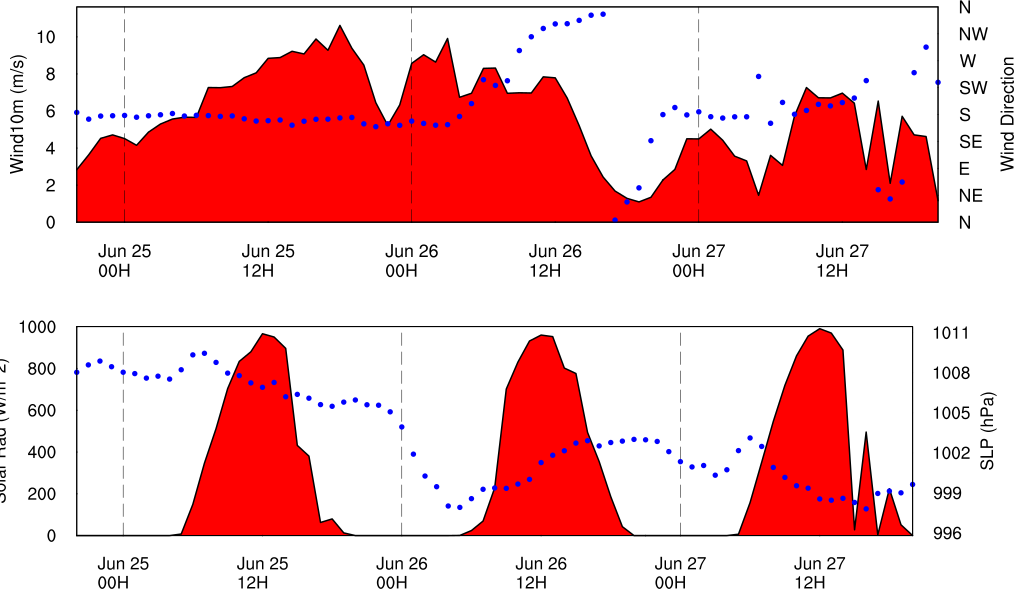 N
10
NW
W
8
SW
6
S
4
SE
E
2
NE
0
N
Wind10m (m/s)
Wind Direction
Jun 25 00H
Jun 25 12H
Jun 26 00H
Jun 26 12H
Jun 27 00H
Jun 27 12H
1000
1011
800
1008
600
1005
400
1002
200
999
0
996
SLP (hPa)
Jun 25 00H
Jun 25 12H
Jun 26 00H
Jun 26 12H
Jun 27 00H
Jun 27 12H